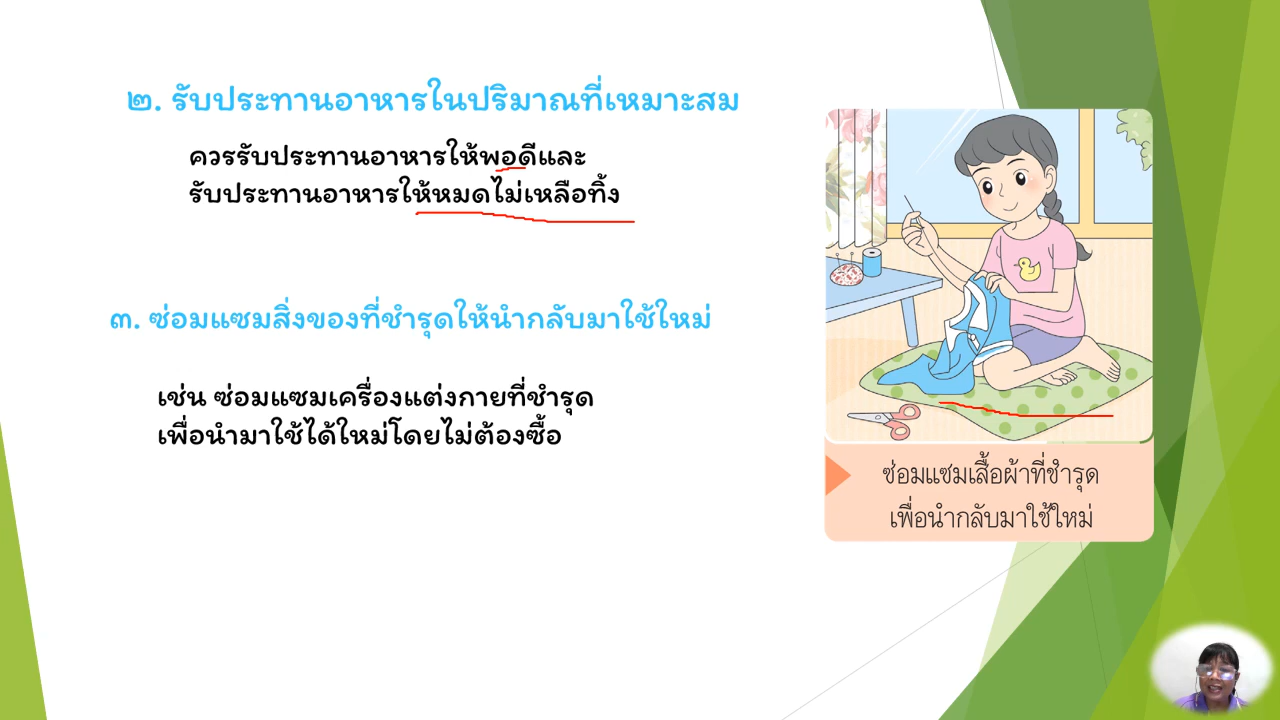 ๒. รับประทานอาหารในปริมาณที่เหมาะสม
ควรรับประทานอาหารให้พอดีและ
รับประทานอาหารให้หมดไม่เหลือทิ้ง
๓. ซ่อมแซมสิ่งของที่ชำรุดให้นำกลับมาใช้ใหม่
เช่น ซ่อมแซมเครื่องแต่งกายที่ชำรุด
เพื่อนำมาใช้ได้ใหม่โดยไม่ต้องซื้อ
ซ่อมแซมเสื้อผ้าที่ชำรุด
เพื่อนำกลับมาใช้ใหม่